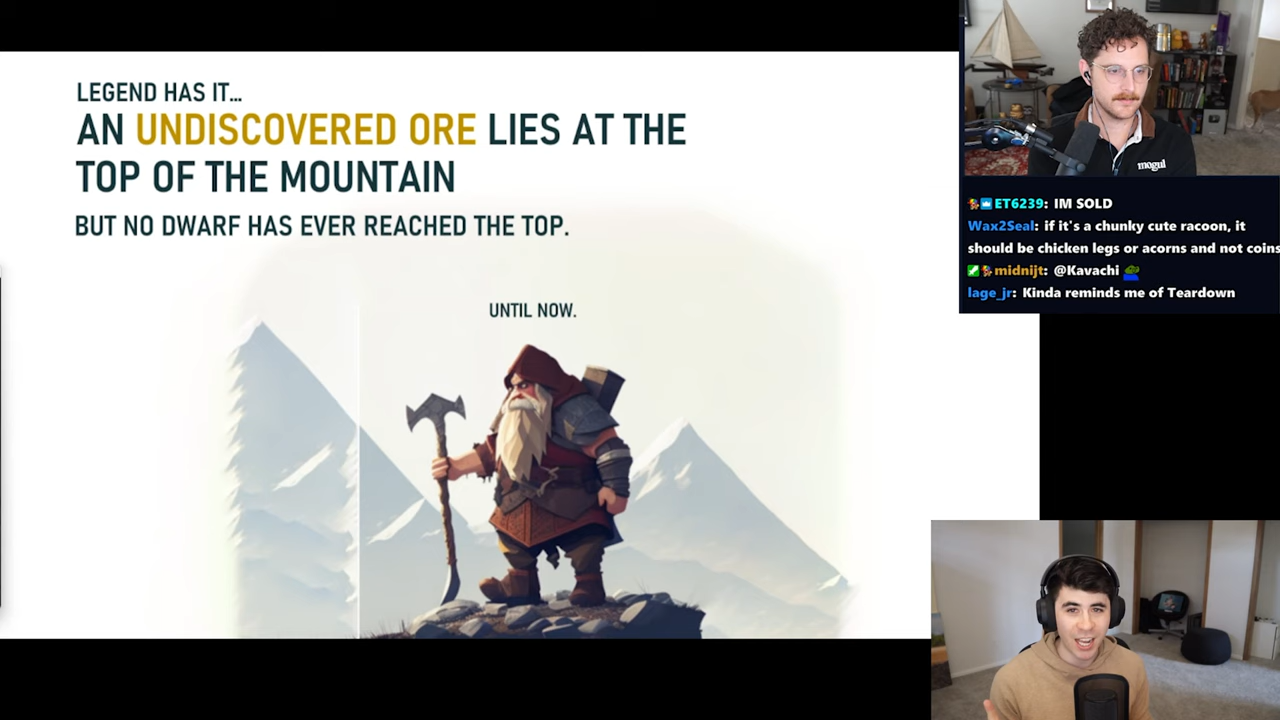 LEGEND HAS IT...
AN UNDISCOVERED ORE LIES AT THE
TOP OF THE MOUNTAIN
BUT NO DWARF HAS EVER REACHED THE TOP.
UNTIL NOW.
mogul
ET6239: IM SOLD
Wax2Seal: if it's a chunky cute racoon, it
should be chicken legs or acorns and not coins
midnijt: @Kavachi
lage_jr: Kinda reminds me of Teardown